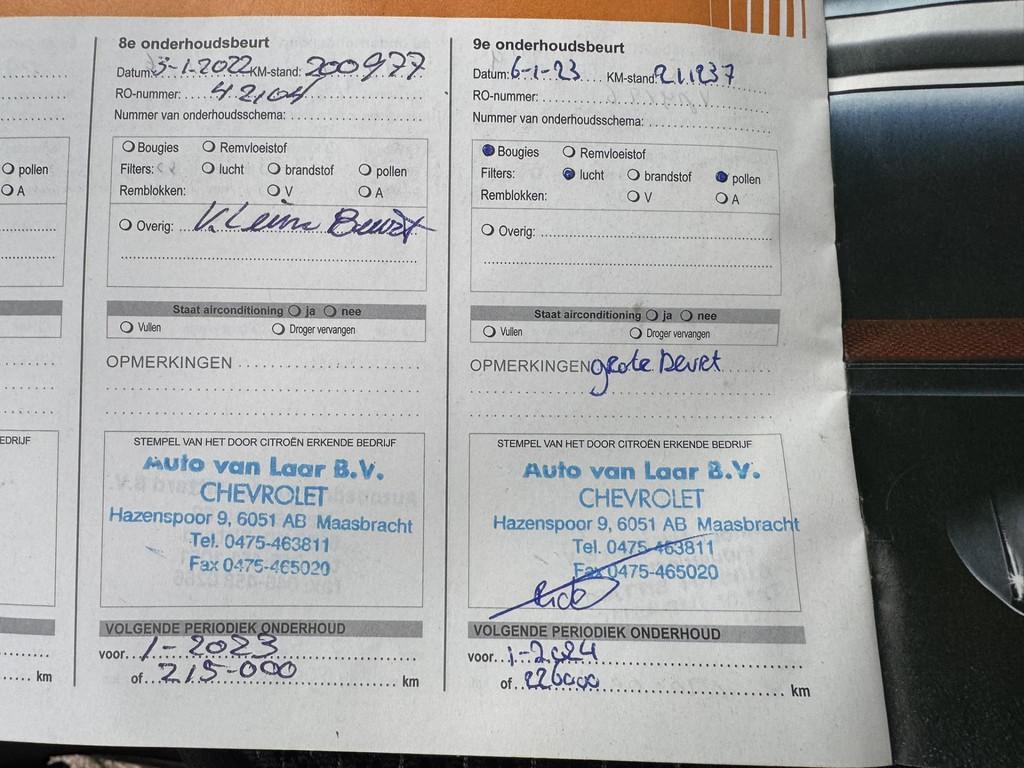 8e onderhoudsbeurt
Datum: 3-1-2022 KM-stand: 200977
RO-nummer: 42104
Nummer van onderhoudsschema:
Bougies Remvloeistof
Filters: lucht brandstof pollen
Remblokken: V A
Overig: Kleine Beurt
Staat airconditioning ja nee
Vullen Droger vervangen
OPMERKINGEN
STEMPEL VAN HET DOOR CITROËN ERKENDE BEDRIJF
Auto van Laar B.V.
CHEVROLET
Hazenspoor 9, 6051 AB Maasbracht
Tel. 0475-463811
Fax 0475-465020
VOLGENDE PERIODIEK ONDERHOUD
voor 1-2023
of 215-000 km
9e onderhoudsbeurt
Datum: 6-1-23 KM-stand: 211237
RO-nummer:
Nummer van onderhoudsschema:
Bougies Remvloeistof
Filters: lucht brandstof pollen
Remblokken: V A
Overig:
Staat airconditioning ja nee
Vullen Droger vervangen
OPMERKINGEN grote Beurt
STEMPEL VAN HET DOOR CITROËN ERKENDE BEDRIJF
Auto van Laar B.V.
CHEVROLET
Hazenspoor 9, 6051 AB Maasbracht
Tel. 0475-463811
Fax 0475-465020
VOLGENDE PERIODIEK ONDERHOUD
voor 1-2024
of 226000 km
pollen
A
EDRIJF
km